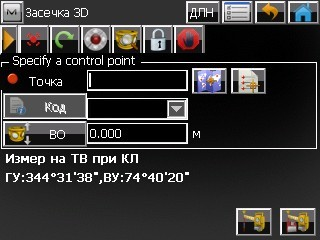 Засечка 3D
ДЛН
Specify a control point
Точка
Код
ВО 0.000 м
Измер на ТВ при КЛ
ГУ:344°31'38",ВУ:74°40'20"